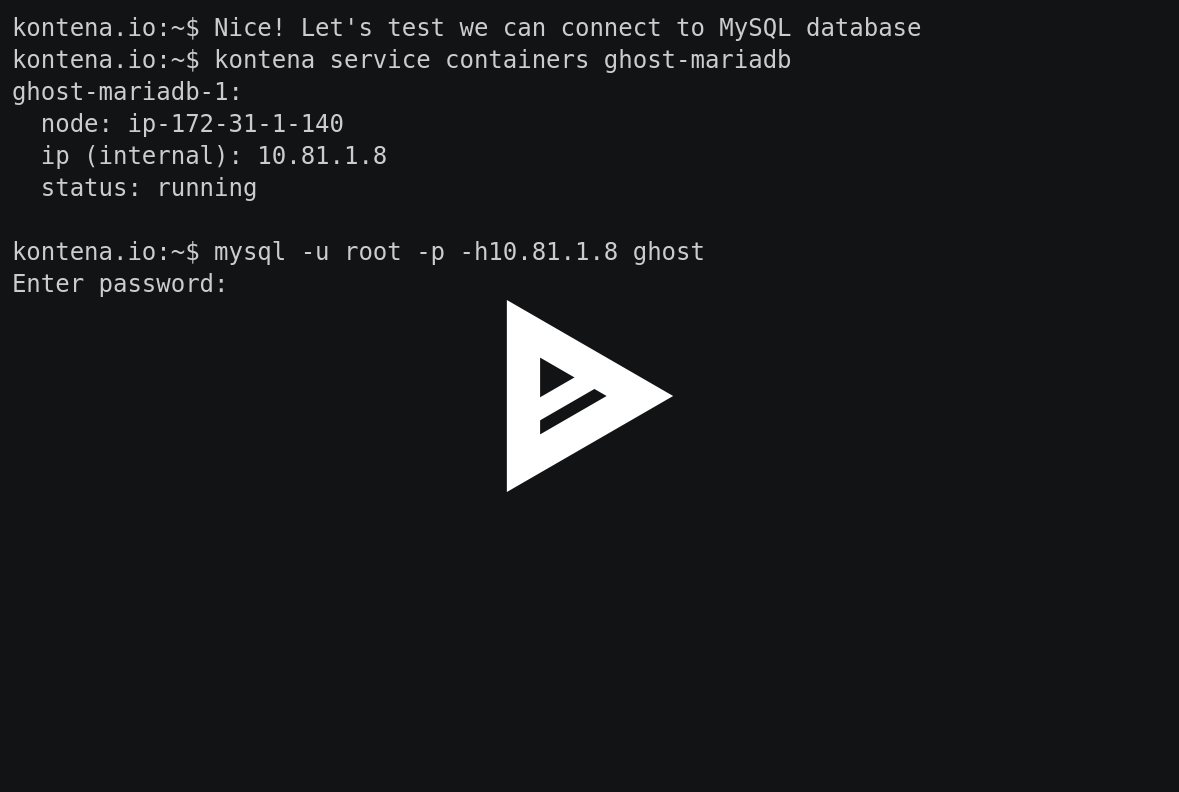 kontena.io:~$ Nice! Let's test we can connect to MySQL database
kontena.io:~$ kontena service containers ghost-mariadb
ghost-mariadb-1:
  node: ip-172-31-1-140
  ip (internal): 10.81.1.8
  status: running
kontena.io:~$ mysql -u root -p -h10.81.1.8 ghost
Enter password: